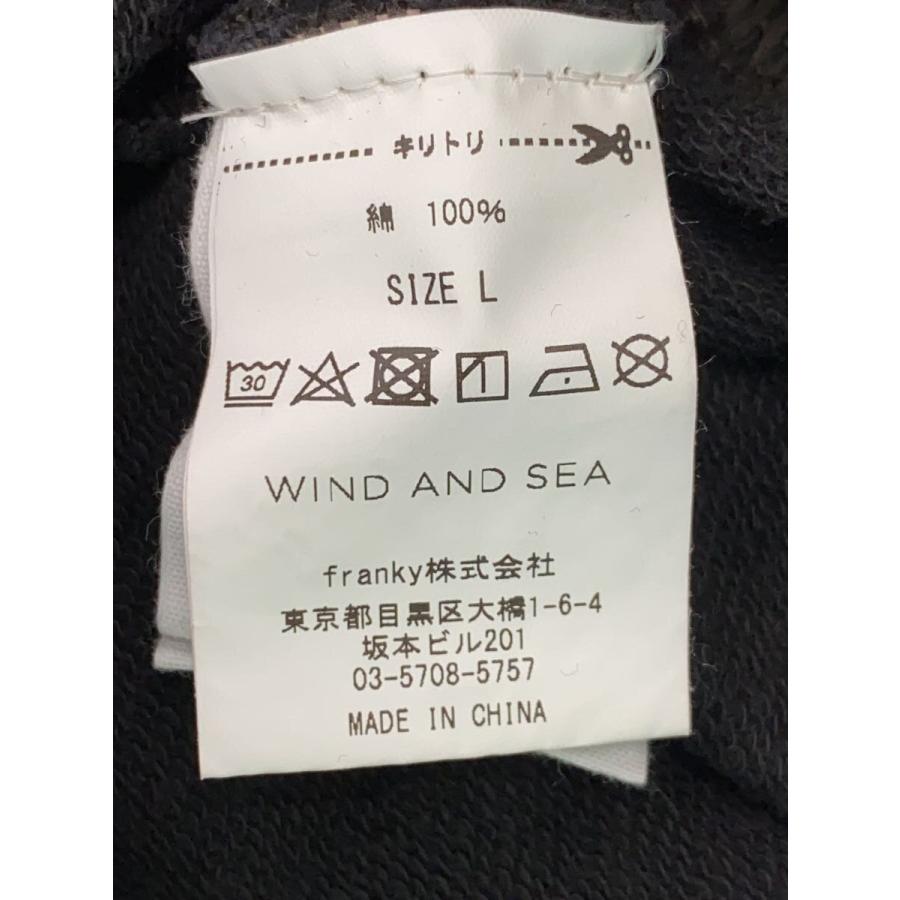 キリトリ
綿 100%
SIZE L
30
WIND AND SEA
franky株式会社
東京都目黒区大橋1-6-4
坂本ビル201
03-5708-5757
MADE IN CHINA